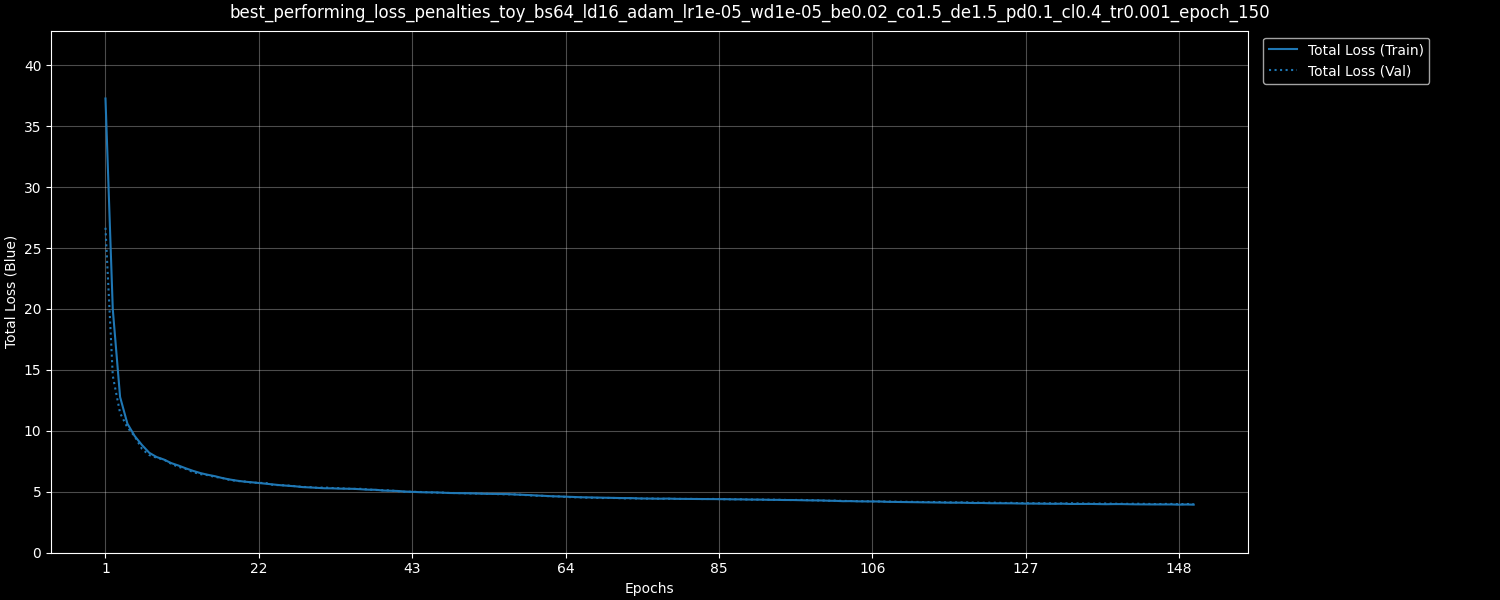 best_performing_loss_penalties_toy_bs64_ld16_adam_lr1e-05_wd1e-05_be0.02_co1.5_de1.5_pd0.1_cl0.4_tr0.001_epoch_150
Total Loss (Train)
Total Loss (Val)
40
35
30
25
20
15
10
5
0
Total Loss (Blue)
1 22 43 64 85 106 127 148
Epochs